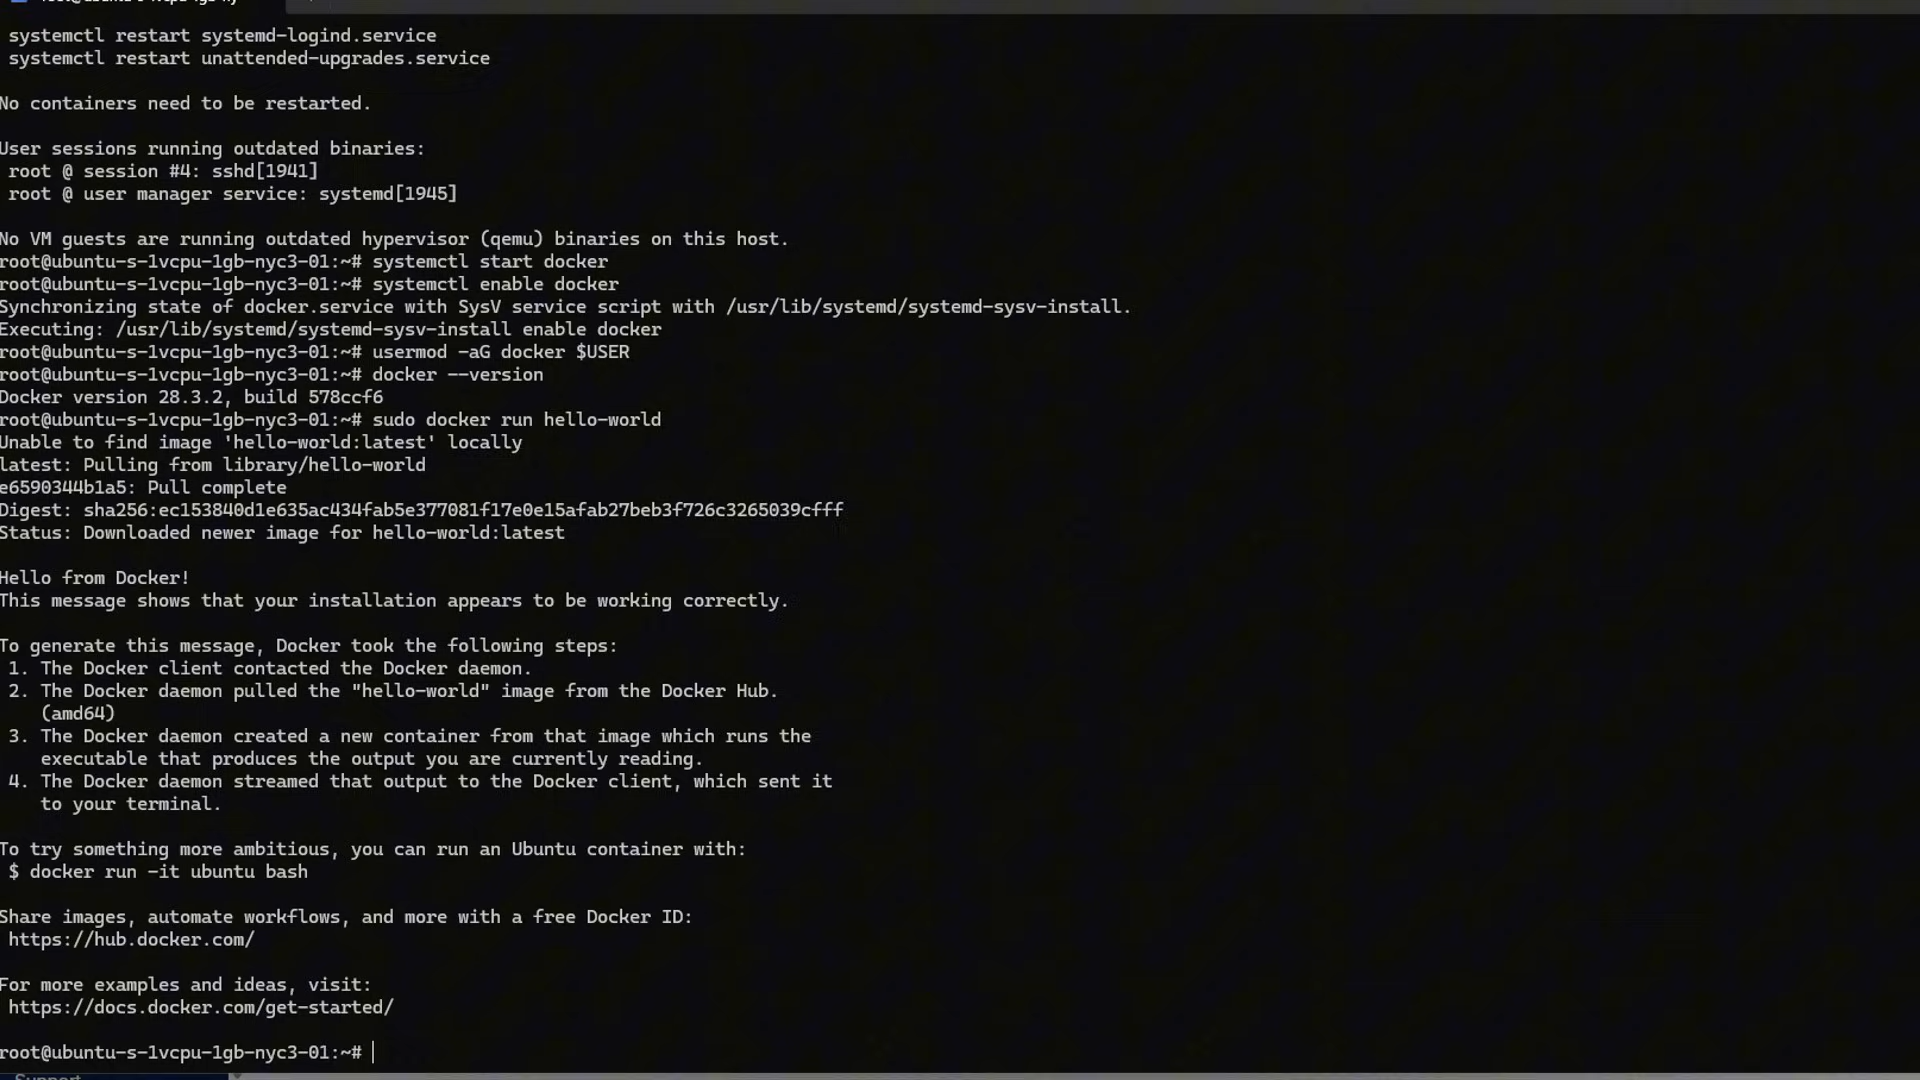 systemctl restart systemd-logind.service
systemctl restart unattended-upgrades.service
No containers need to be restarted.
User sessions running outdated binaries:
root @ session #4: sshd[1941]
root @ user manager service: systemd[1945]
No VM guests are running outdated hypervisor (qemu) binaries on this host.
root@ubuntu-s-1vcpu-1gb-nyc3-01:~# systemctl start docker
root@ubuntu-s-1vcpu-1gb-nyc3-01:~# systemctl enable docker
Synchronizing state of docker.service with SysV service script with /usr/lib/systemd/systemd-sysv-install.
Executing: /usr/lib/systemd/systemd-sysv-install enable docker
root@ubuntu-s-1vcpu-1gb-nyc3-01:~# usermod -aG docker $USER
root@ubuntu-s-1vcpu-1gb-nyc3-01:~# docker --version
Docker version 28.3.2, build 578ccf6
root@ubuntu-s-1vcpu-1gb-nyc3-01:~# sudo docker run hello-world
Unable to find image 'hello-world:latest' locally
latest: Pulling from library/hello-world
e6590344b1a5: Pull complete
Digest: sha256:ec153840d1e635ac434fab5e377081f17e0e15afab27beb3f726c3265039cfff
Status: Downloaded newer image for hello-world:latest
Hello from Docker!
This message shows that your installation appears to be working correctly.
To generate this message, Docker took the following steps:
1. The Docker client contacted the Docker daemon.
2. The Docker daemon pulled the "hello-world" image from the Docker Hub.
(amd64)
3. The Docker daemon created a new container from that image which runs the
executable that produces the output you are currently reading.
4. The Docker daemon streamed that output to the Docker client, which sent it
to your terminal.
To try something more ambitious, you can run an Ubuntu container with:
$ docker run -it ubuntu bash
Share images, automate workflows, and more with a free Docker ID:
https://hub.docker.com/
For more examples and ideas, visit:
https://docs.docker.com/get-started/
root@ubuntu-s-1vcpu-1gb-nyc3-01:~#